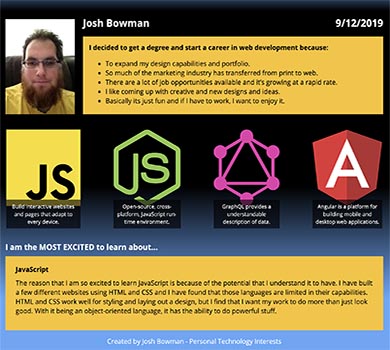 Josh Bowman
9/12/2019
I decided to get a degree and start a career in web development because:
To expand my design capabilities and portfolio.
So much of the marketing industry has transferred from print to web.
There are a lot of job opportunities available and it's growing at a rapid rate.
I like coming up with creative and new designs and ideas.
Basically its just fun and if I have to work, I want to enjoy it.
JS
Build interactive websites
and pages that adapt to
every device.
JS
Open-source, cross-
platform, JavaScript run-
time environment.
GraphQL provides a
understandable
description of data.
A
Angular is a platform for
building mobile and
desktop web applications.
I am the MOST EXCITED to learn about...
JavaScript
The reason that I am so excited to learn JavaScript is because of the potential that I understand it to have. I have built
a few different websites using HTML and CSS and I have found that those languages are limited in their capabilities.
HTML and CSS work well for styling and laying out a design, but I find that I want my work to do more than just look
good. With it being an object-oriented language, it has the ability to do powerful stuff.
Created by Josh Bowman - Personal Technology Interests